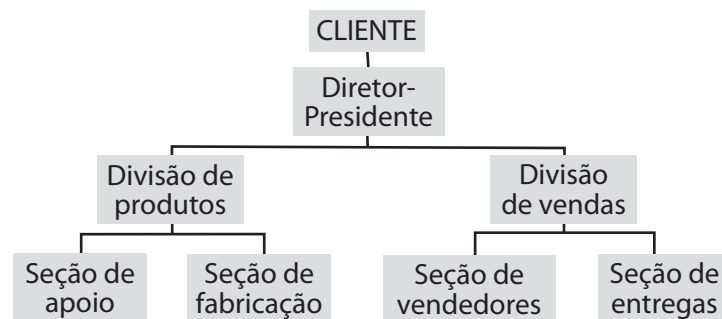 CLIENTE
Diretor-
Presidente
Divisão de
produtos
Divisão
de vendas
Seção de
apoio
Seção de
fabricação
Seção de
vendedores
Seção de
entregas